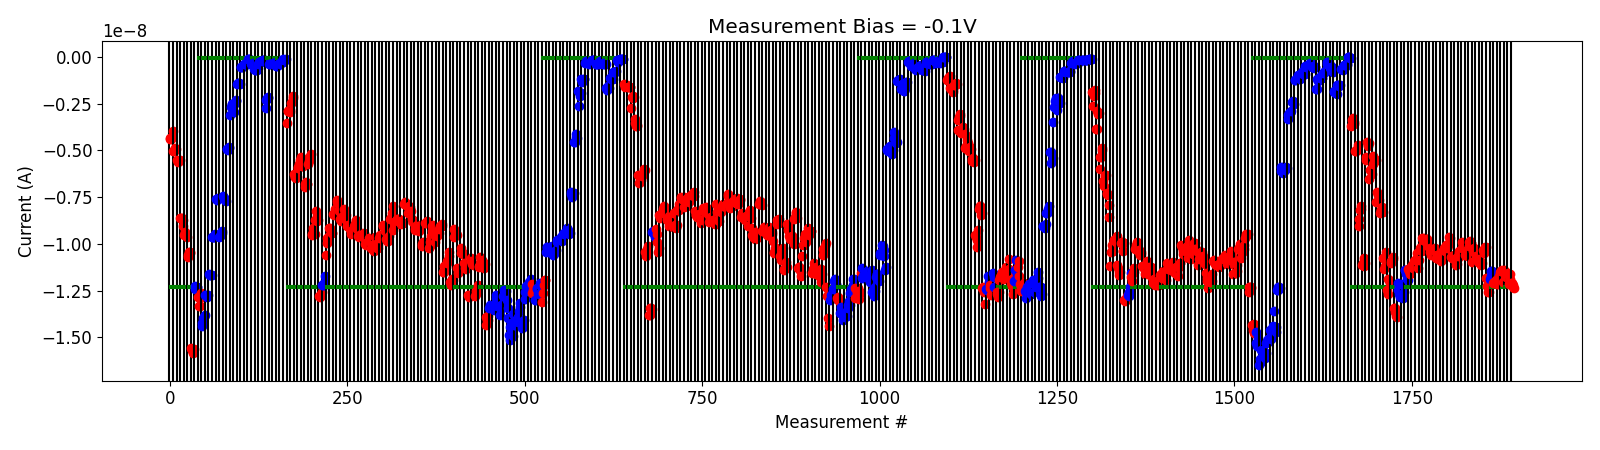 Measurement Bias = -0.1V
1e−8
0.00
−0.25
−0.50
−0.75
−1.00
−1.25
−1.50
Current (A)
0 250 500 750 1000 1250 1500 1750
Measurement #